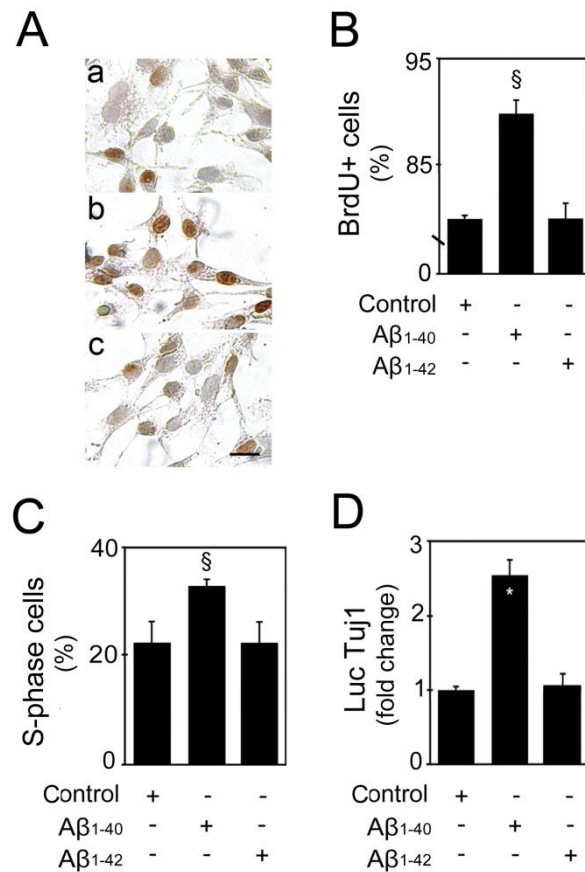 A
a
b
c
B
BrdU+ cells
(%)
95
85
0
§
Control + - -
Aβ1-40 - + -
Aβ1-42 - - +
C
S-phase cells
(%)
40
20
0
§
Control + - -
Aβ1-40 - + -
Aβ1-42 - - +
D
Luc Tuj1
(fold change)
3
2
1
0
*
Control + - -
Aβ1-40 - + -
Aβ1-42 - - +